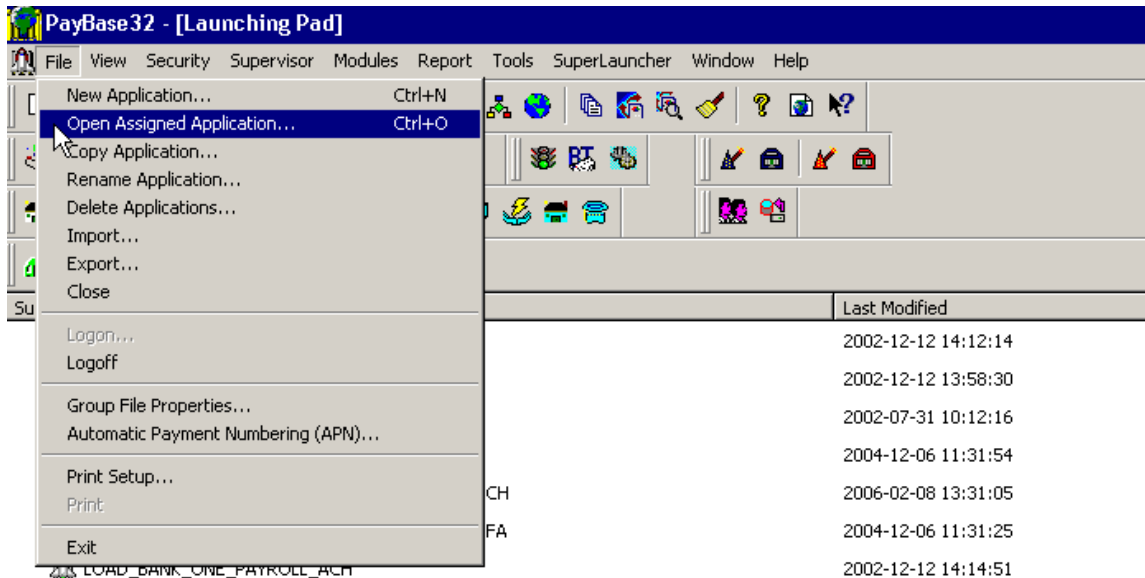 PayBase32 - [Launching Pad]
File View Security Supervisor Modules Report Tools SuperLauncher Window Help
New Application... Ctrl+N
Open Assigned Application... Ctrl+O
Copy Application...
Rename Application...
Delete Applications...
Import...
Export...
Close
Logon...
Logoff
Group File Properties...
Automatic Payment Numbering (APN)...
Print Setup...
Print
Exit
BT
Su Last Modified
2002-12-12 14:12:14
2002-12-12 13:58:30
2002-07-31 10:12:16
2004-12-06 11:31:54
CH 2006-02-08 13:31:05
FA 2004-12-06 11:31:25
LOAD_BANK_ONE_PAYROLL_ACH 2002-12-12 14:14:51